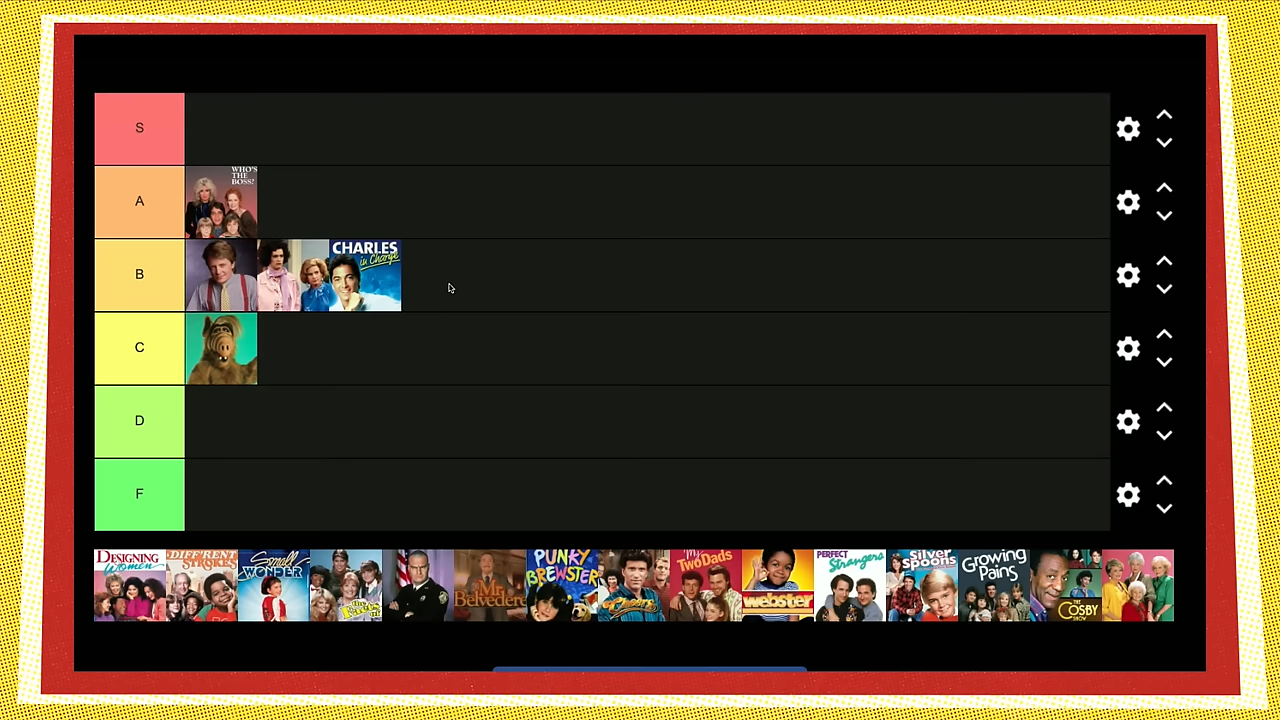 S
A
WHO'S
THE
BOSS?
B
CHARLES
in Charge
C
D
F
DESIGNING
Women
DIFF'RENT
STROKES
Small
WONDER
Mr.
Belvedere
PUNKY
BREWSTER
Cheers
My
Two Dads
webster
PERFECT
Strangers
Silver
Spoons
Growing
Pains
THE
COSBY
SHOW